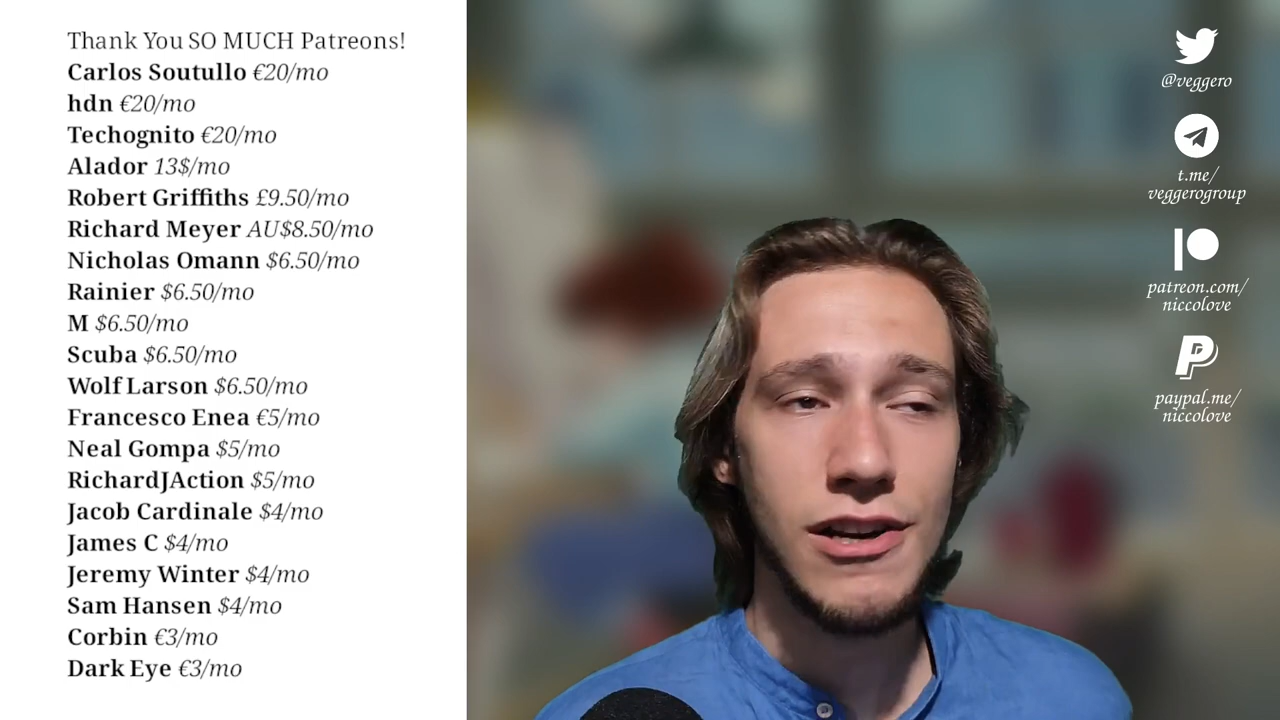 Thank You SO MUCH Patreons!
Carlos Soutullo €20/mo
hdn €20/mo
Techognito €20/mo
Alador 13$/mo
Robert Griffiths £9.50/mo
Richard Meyer AU$8.50/mo
Nicholas Omann $6.50/mo
Rainier $6.50/mo
M $6.50/mo
Scuba $6.50/mo
Wolf Larson $6.50/mo
Francesco Enea €5/mo
Neal Gompa $5/mo
RichardJAction $5/mo
Jacob Cardinale $4/mo
James C $4/mo
Jeremy Winter $4/mo
Sam Hansen $4/mo
Corbin €3/mo
Dark Eye €3/mo
@veggero
t.me/
veggerogroup
patreon.com/
niccolove
paypal.me/
niccolove